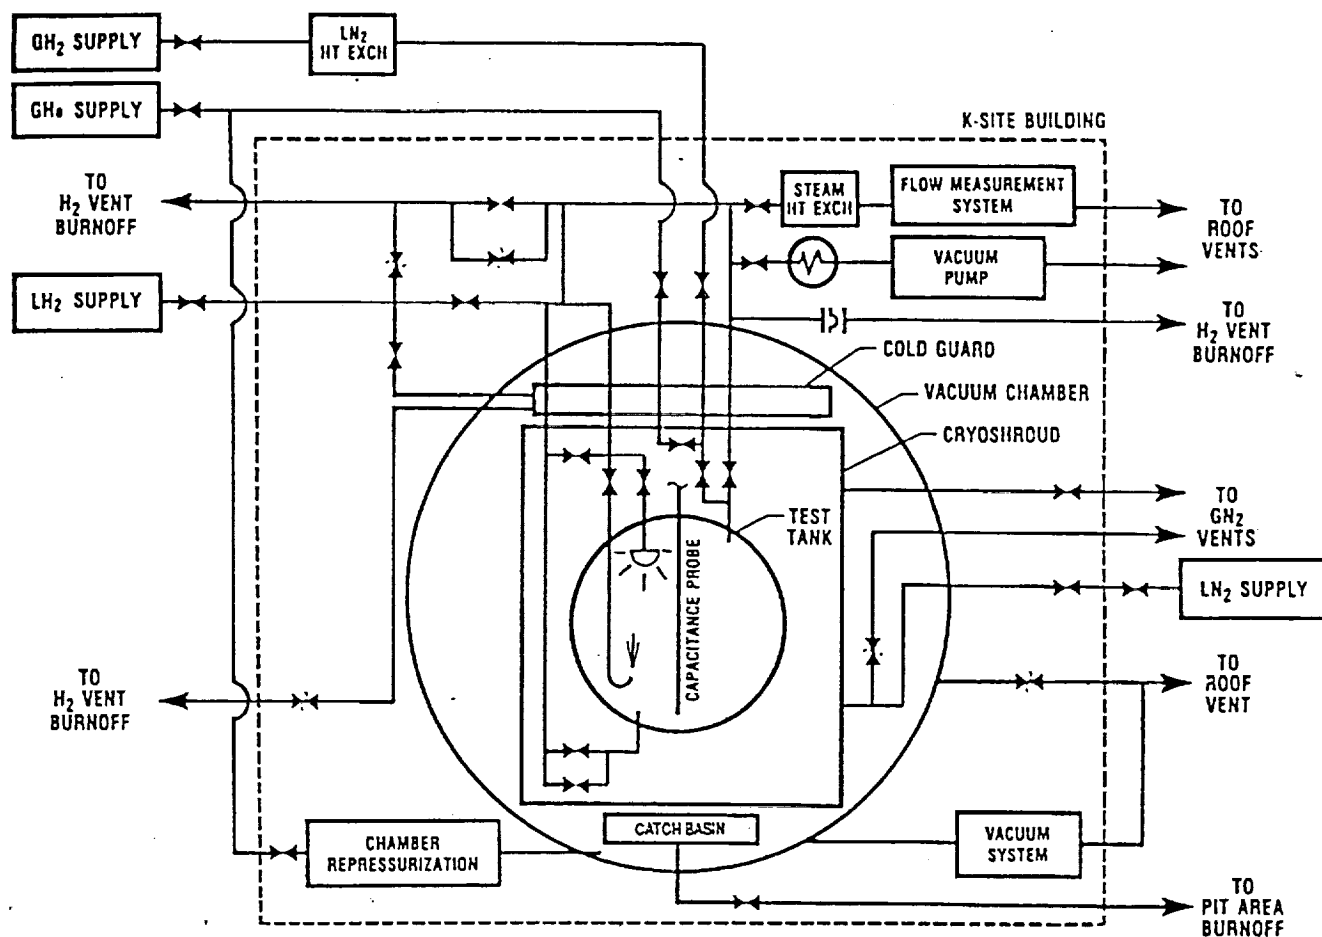 GH₂ SUPPLY
LN₂
HT EXCH
GHe SUPPLY
K-SITE BUILDING
TO
H₂ VENT
BURNOFF
STEAM
HT EXCH
FLOW MEASUREMENT
SYSTEM
TO
ROOF
VENTS
LH₂ SUPPLY
VACUUM
PUMP
TO
H₂ VENT
BURNOFF
COLD GUARD
VACUUM CHAMBER
CRYOSHROUD
TEST
TANK
CAPACITANCE PROBE
TO
GH₂
VENTS
LN₂ SUPPLY
TO
H₂ VENT
BURNOFF
TO
ROOF
VENT
CATCH BASIN
CHAMBER
REPRESSURIZATION
VACUUM
SYSTEM
TO
PIT AREA
BURNOFF